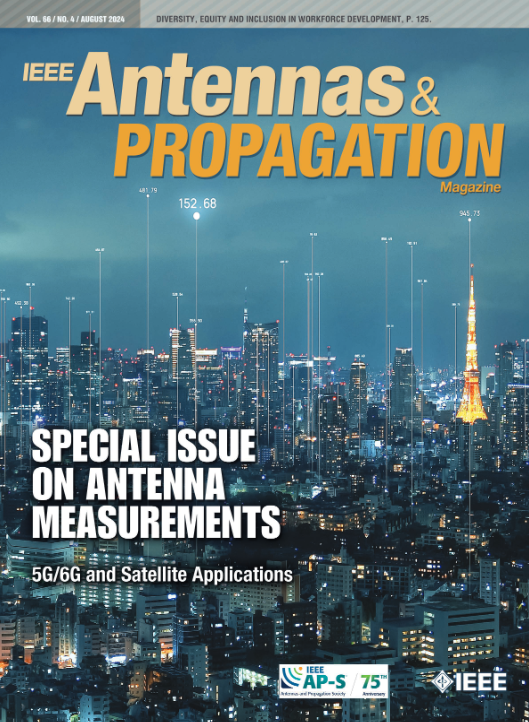 VOL. 66 / NO. 4 / AUGUST 2024
DIVERSITY, EQUITY AND INCLUSION IN WORKFORCE DEVELOPMENT, P. 125.
IEEE Antennas &
PROPAGATION
Magazine
481.79
152.68
945.73
SPECIAL ISSUE
ON ANTENNA
MEASUREMENTS
5G/6G and Satellite Applications
IEEE
AP-S
Antennas and Propagation Society
75TH
Anniversary
IEEE